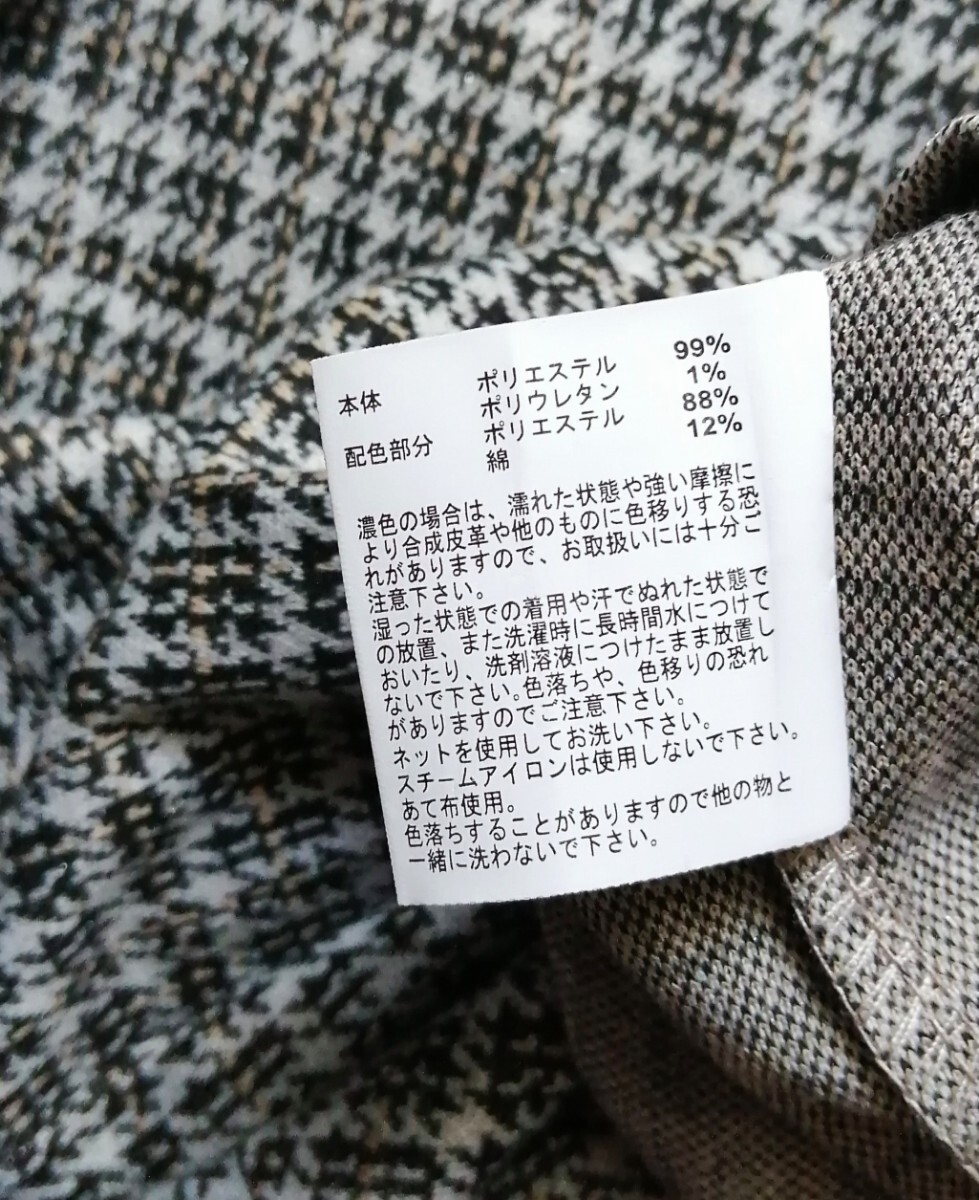 本体 ポリエステル 99%
ポリウレタン 1%
配色部分 ポリエステル 88%
綿 12%
濃色の場合は、濡れた状態や強い摩擦に
より合成皮革や他のものに色移りする恐
れがありますので、お取扱いには十分ご
注意下さい。
湿った状態での着用や汗でぬれた状態で
の放置、また洗濯時に長時間水につけて
おいたり、洗剤溶液につけたまま放置し
ないで下さい。色落ちや、色移りの恐れ
がありますのでご注意下さい。
ネットを使用してお洗い下さい。
スチームアイロンは使用しないで下さい。
あて布使用。
色落ちすることがありますので他の物と
一緒に洗わないで下さい。